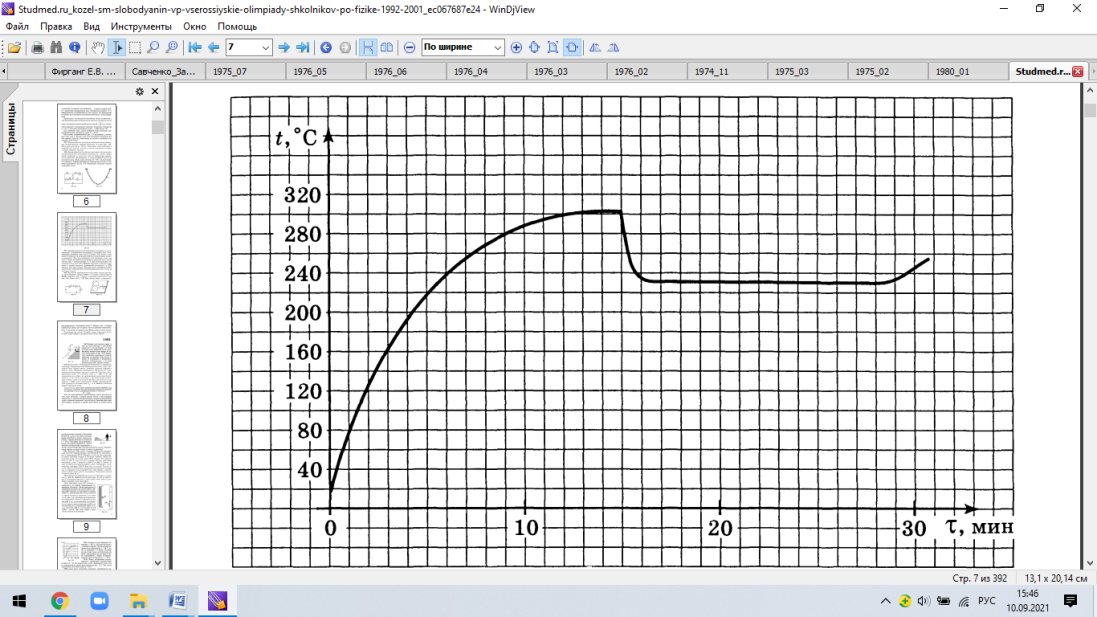 Studmed.ru_kozel-sm-slobodyanin-vp-vserossiyskie-olimpiady-shkolnikov-po-fizike-1992-2001_ec067687e24 - WinDjView
Файл Правка Вид Инструменты Окно Помощь
7 По ширине
Фирганг Е.В. ... Савченко_За... 1975_07 1976_05 1976_06 1976_04 1976_03 1976_02 1974_11 1975_03 1975_02 1980_01 Studmed.r...
Страницы
6
7
8
9
t,°C
320
280
240
200
160
120
80
40
0 10 20 30 τ, мин
Стр. 7 из 392 13,1 x 20,14 см
РУС
15:46
10.09.2021